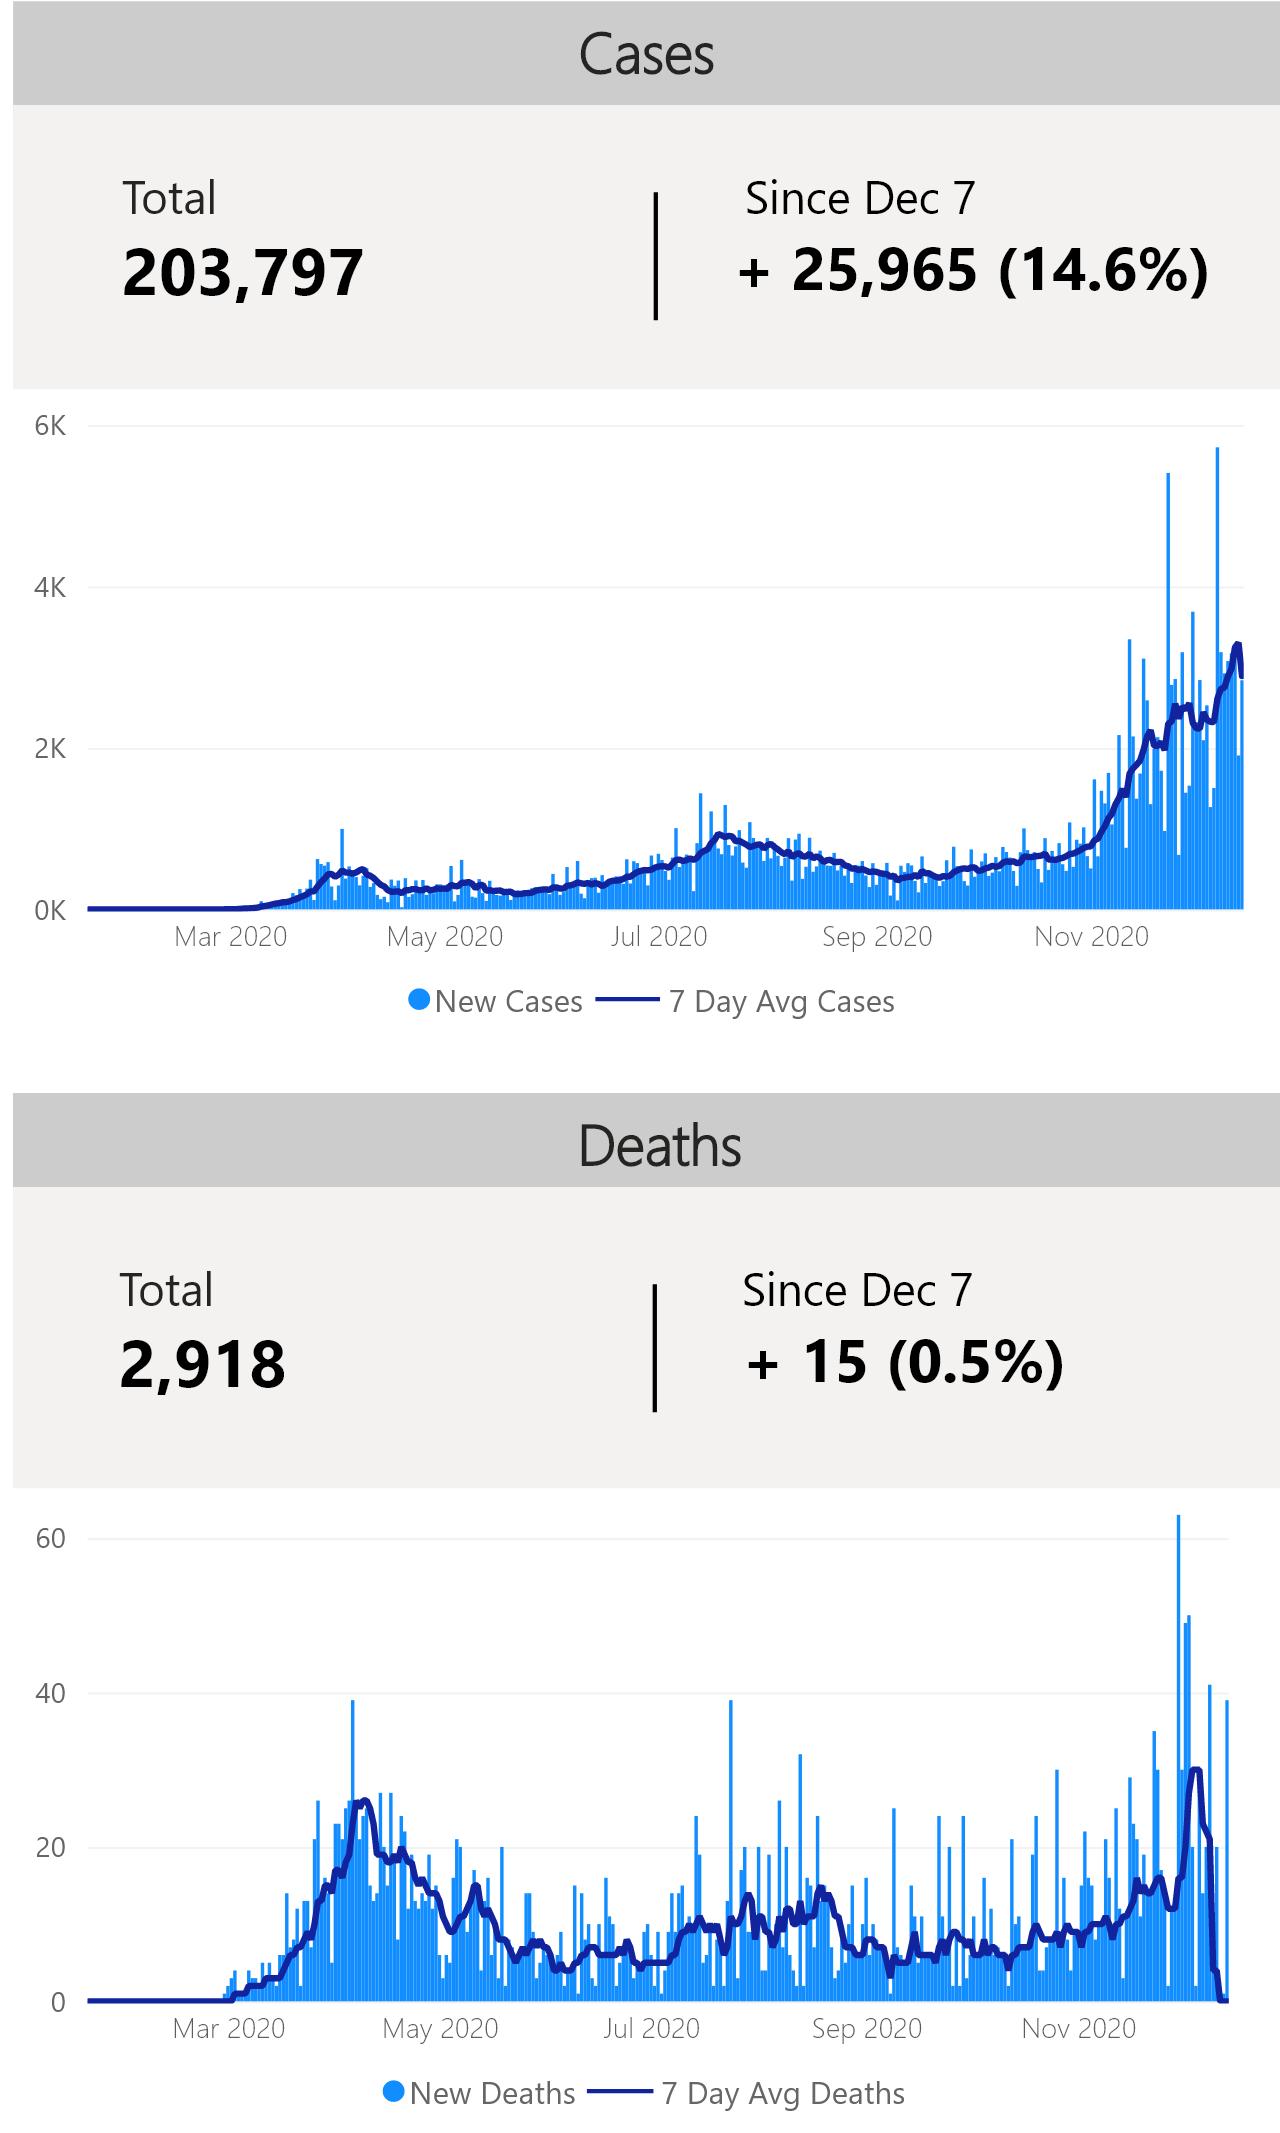 Cases
Total
Since Dec 7
203,797
+ 25,965 (14.6%)
6K
4K
2K
0K
Mar 2020
May 2020
Jul 2020
Sep 2020
Nov 2020
New Cases
7 Day Avg Cases
Deaths
Total
Since Dec 7
2,918
+ 15 (0.5%)
60
40
20
0
Mar 2020
May 2020
Jul 2020
Sep 2020
Nov 2020
New Deaths
7 Day Avg Deaths